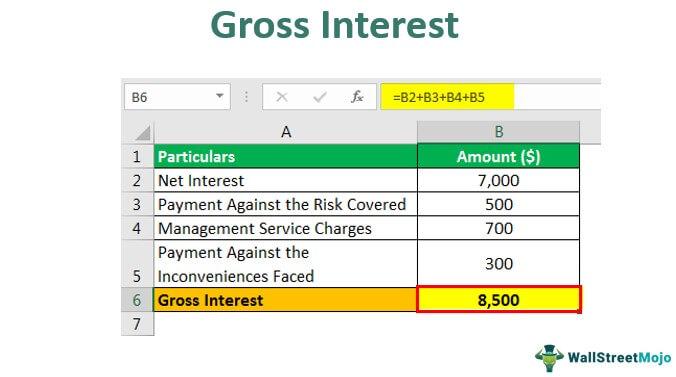 Gross Interest
B6 fx =B2+B3+B4+B5
A B
1 Particulars Amount ($)
2 Net Interest 7,000
3 Payment Against the Risk Covered 500
4 Management Service Charges 700
Payment Against the
5 Inconveniences Faced 300
6 Gross Interest 8,500
7
WallStreetMojo